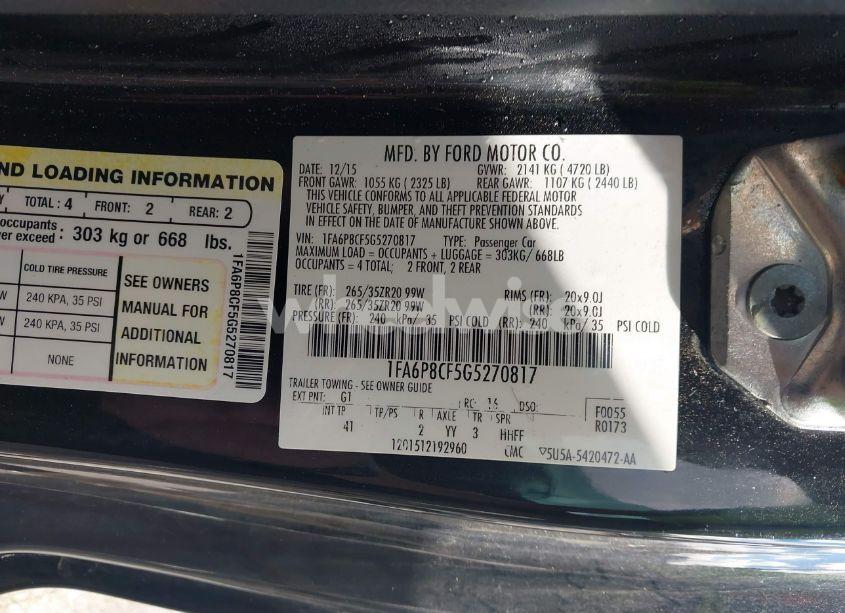 ND LOADING INFORMATION
Y TOTAL: 4 FRONT: 2 REAR: 2
occupants:
ver exceed: 303 kg or 668 lbs.
COLD TIRE PRESSURE
W 240 KPA, 35 PSI
W 240 KPA, 35 PSI
NONE
SEE OWNERS
MANUAL FOR
ADDITIONAL
INFORMATION
1FA6P8CF5G5270817
MFD. BY FORD MOTOR CO.
DATE: 12/15 GVWR: 2141 KG ( 4720 LB)
FRONT GAWR: 1055 KG ( 2325 LB) REAR GAWR: 1107 KG ( 2440 LB)
THIS VEHICLE CONFORMS TO ALL APPLICABLE FEDERAL MOTOR
VEHICLE SAFETY, BUMPER, AND THEFT PREVENTION STANDARDS
IN EFFECT ON THE DATE OF MANUFACTURE SHOWN ABOVE.
VIN: 1FA6P8CF5G5270817 TYPE: Passenger Car
MAXIMUM LOAD = OCCUPANTS + LUGGAGE = 303KG/ 668LB
OCCUPANTS = 4 TOTAL; 2 FRONT, 2 REAR
TIRE (FR): 265/35ZR20 99W RIMS (FR): 20x9.0J
(RR): 265/35ZR20 99W (RR): 20x9.0J
PRESSURE (FR): 240 kPa/ 35 PSI COLD (RR): 240 kPa/ 35 PSI COLD
1FA6P8CF5G5270817
TRAILER TOWING - SEE OWNER GUIDE
EXT PNT: G1 RC: 16 DSO: F0055
INT TR TP/PS R AXLE TR SPR R0173
41 2 YY 3 HHFF
1201512192960 5U5A-5420472-AA